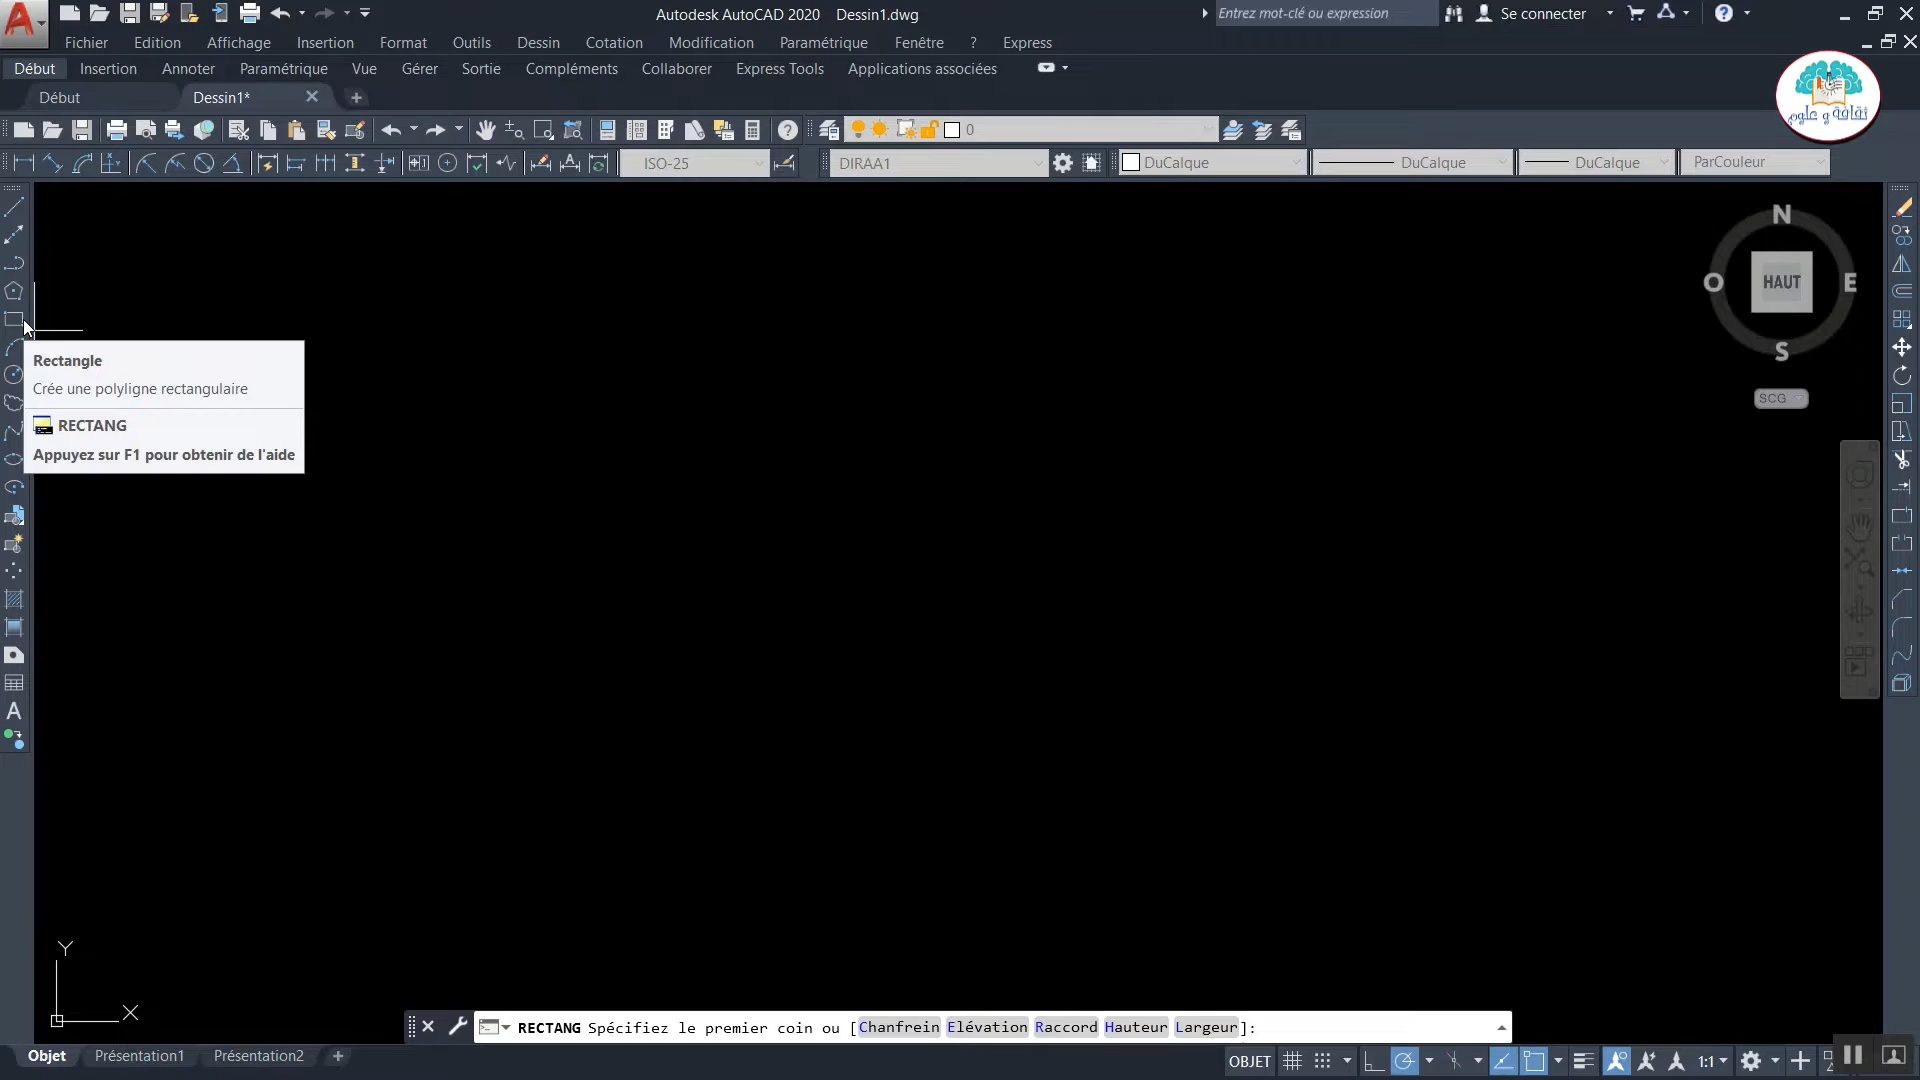 Autodesk AutoCAD 2020 Dessin1.dwg
Entrez mot-clé ou expression
Se connecter
Fichier Edition Affichage Insertion Format Outils Dessin Cotation Modification Paramétrique Fenêtre ? Express
Début Insertion Annoter Paramétrique Vue Gérer Sortie Compléments Collaborer Express Tools Applications associées
Début Dessin1*
ثقافة و علوم
0
ISO-25 DIRAA1 DuCalque DuCalque DuCalque ParCouleur
N
O HAUT E
S
SCG
Rectangle
Crée une polyligne rectangulaire
RECTANG
Appuyez sur F1 pour obtenir de l'aide
A
Y
X
RECTANG Spécifiez le premier coin ou [Chanfrein Elévation Raccord Hauteur Largeur]:
Objet Présentation1 Présentation2
OBJET 1:1